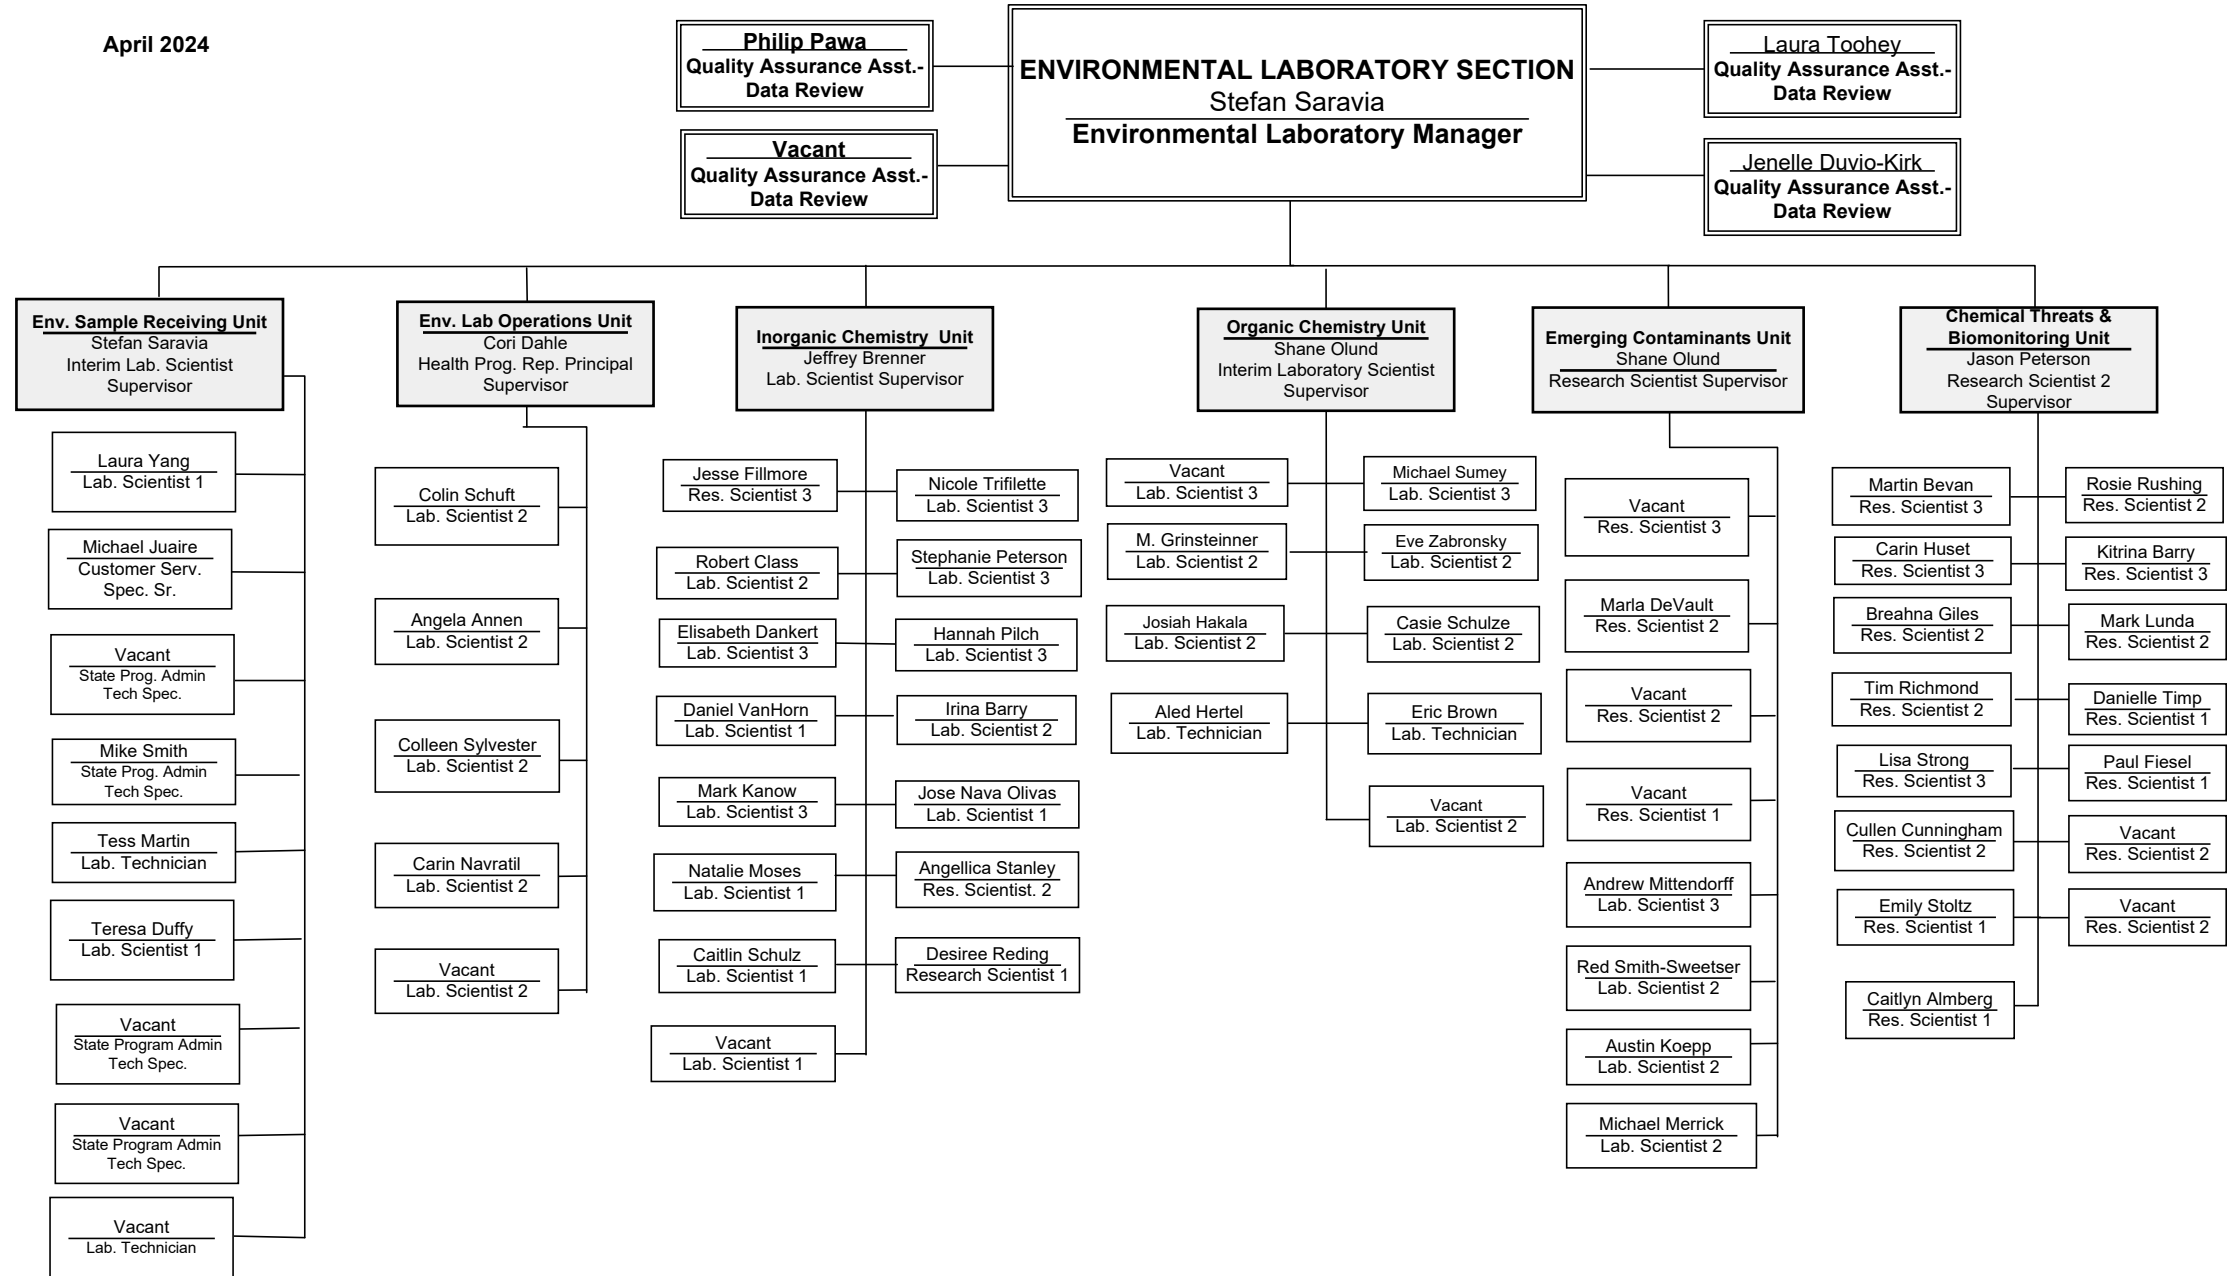 April 2024
Philip Pawa
Quality Assurance Asst.-
Data Review
Vacant
Quality Assurance Asst.-
Data Review
ENVIRONMENTAL LABORATORY SECTION
Stefan Saravia
Environmental Laboratory Manager
Laura Toohey
Quality Assurance Asst.-
Data Review
Jenelle Duvio-Kirk
Quality Assurance Asst.-
Data Review
Env. Sample Receiving Unit
Stefan Saravia
Interim Lab. Scientist
Supervisor
Laura Yang
Lab. Scientist 1
Michael Juaire
Customer Serv.
Spec. Sr.
Vacant
State Prog. Admin
Tech Spec.
Mike Smith
State Prog. Admin
Tech Spec.
Tess Martin
Lab. Technician
Teresa Duffy
Lab. Scientist 1
Vacant
State Program Admin
Tech Spec.
Vacant
State Program Admin
Tech Spec.
Vacant
Lab. Technician
Env. Lab Operations Unit
Cori Dahle
Health Prog. Rep. Principal
Supervisor
Colin Schuft
Lab. Scientist 2
Angela Annen
Lab. Scientist 2
Colleen Sylvester
Lab. Scientist 2
Carin Navratil
Lab. Scientist 2
Vacant
Lab. Scientist 2
Inorganic Chemistry Unit
Jeffrey Brenner
Lab. Scientist Supervisor
Jesse Fillmore
Res. Scientist 3
Nicole Trifilette
Lab. Scientist 3
Robert Class
Lab. Scientist 2
Stephanie Peterson
Lab. Scientist 3
Elisabeth Dankert
Lab. Scientist 3
Hannah Pilch
Lab. Scientist 3
Daniel VanHorn
Lab. Scientist 1
Irina Barry
Lab. Scientist 2
Mark Kanow
Lab. Scientist 3
Jose Nava Olivas
Lab. Scientist 1
Natalie Moses
Lab. Scientist 1
Angellica Stanley
Res. Scientist. 2
Caitlin Schulz
Lab. Scientist 1
Desiree Reding
Research Scientist 1
Vacant
Lab. Scientist 1
Organic Chemistry Unit
Shane Olund
Interim Laboratory Scientist
Supervisor
Vacant
Lab. Scientist 3
Michael Sumey
Lab. Scientist 3
M. Grinsteinner
Lab. Scientist 2
Eve Zabronsky
Lab. Scientist 2
Josiah Hakala
Lab. Scientist 2
Casie Schulze
Lab. Scientist 2
Aled Hertel
Lab. Technician
Eric Brown
Lab. Technician
Vacant
Lab. Scientist 2
Emerging Contaminants Unit
Shane Olund
Research Scientist Supervisor
Vacant
Res. Scientist 3
Marla DeVault
Res. Scientist 2
Vacant
Res. Scientist 2
Vacant
Res. Scientist 1
Andrew Mittendorff
Lab. Scientist 3
Red Smith-Sweetser
Lab. Scientist 2
Austin Koepp
Lab. Scientist 2
Michael Merrick
Lab. Scientist 2
Chemical Threats &
Biomonitoring Unit
Jason Peterson
Research Scientist 2
Supervisor
Martin Bevan
Res. Scientist 3
Rosie Rushing
Res. Scientist 2
Carin Huset
Res. Scientist 3
Kitrina Barry
Res. Scientist 3
Breahna Giles
Res. Scientist 2
Mark Lunda
Res. Scientist 2
Tim Richmond
Res. Scientist 2
Danielle Timp
Res. Scientist 1
Lisa Strong
Res. Scientist 3
Paul Fiesel
Res. Scientist 1
Cullen Cunningham
Res. Scientist 2
Vacant
Res. Scientist 2
Emily Stoltz
Res. Scientist 1
Vacant
Res. Scientist 2
Caitlyn Almberg
Res. Scientist 1